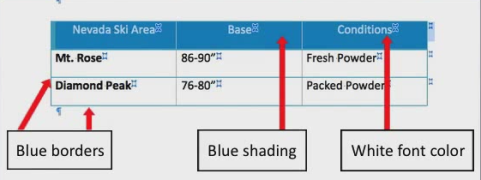 Nevada Ski Area Base Conditions
Mt. Rose 86-90" Fresh Powder
Diamond Peak 76-80" Packed Powder
Blue borders Blue shading White font color